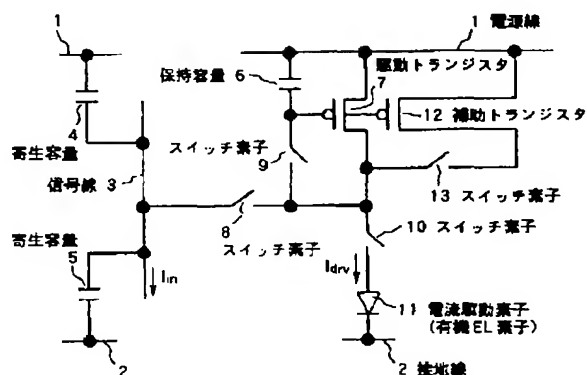 1
1 電源線
保持容量 6
駆動トランジスタ
7
12 補助トランジスタ
4
寄生容量
信号線 3
スイッチ素子
9
13 スイッチ素子
8
スイッチ素子
10 スイッチ素子
寄生容量
5
Iin
Idrv
11 電流駆動素子
(有機EL素子)
2
2 接地線